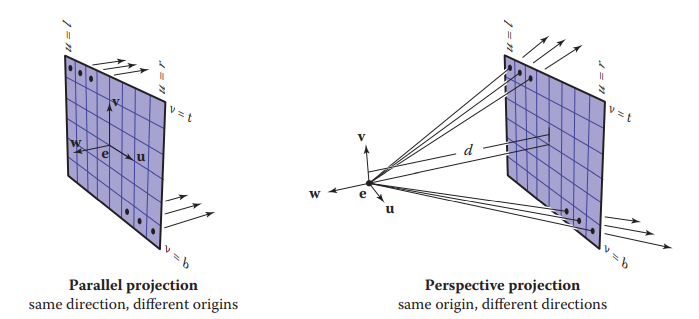 u = l
u = r
v = t
v
w
e
u
v = b
Parallel projection
same direction, different origins
u = l
u = r
v = t
v
d
w
e
u
v = b
Perspective projection
same origin, different directions